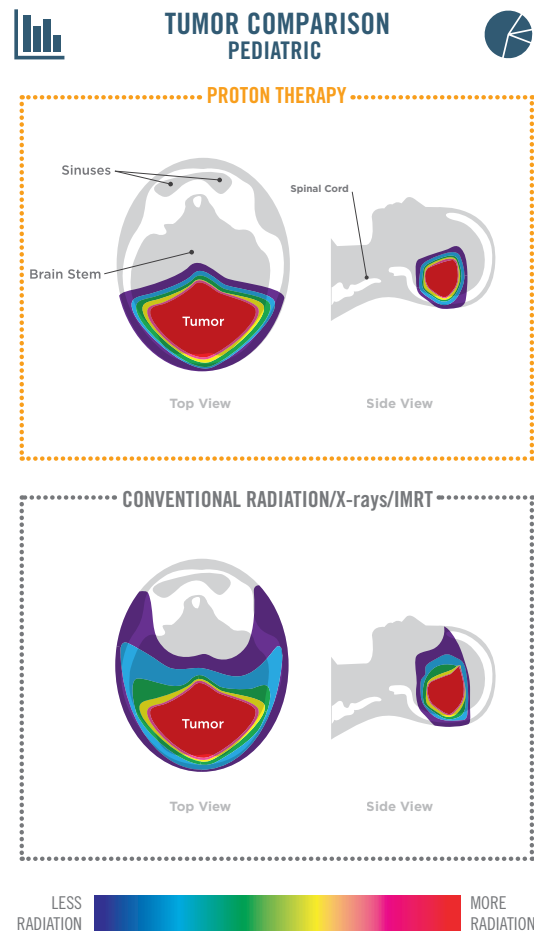 TUMOR COMPARISON
PEDIATRIC
PROTON THERAPY
Sinuses
Spinal Cord
Brain Stem
Tumor
Top View
Side View
CONVENTIONAL RADIATION/X-rays/IMRT
Tumor
Top View
Side View
LESS
RADIATION
MORE
RADIATION